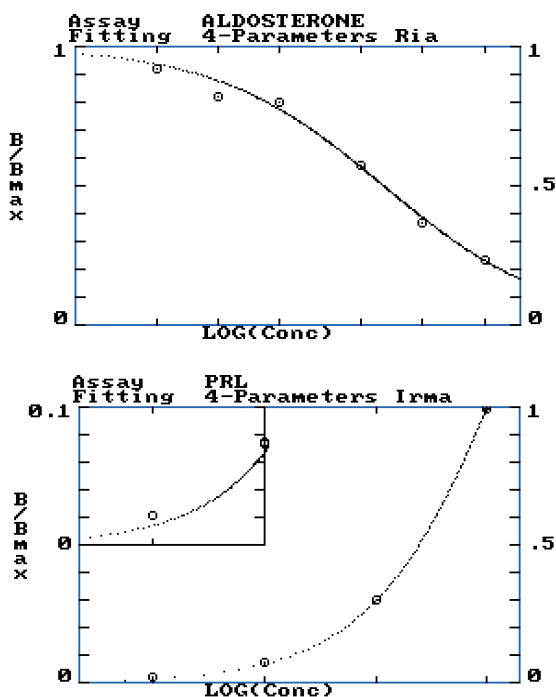 Assay ALDOSTERONE
Fitting 4-Parameters Ria
1 1
B/Bmax
.5
0 0
LOG(Conc)
Assay PRL
Fitting 4-Parameters Irma
0.1 1
B/Bmax
0 .5
0 0
LOG(Conc)